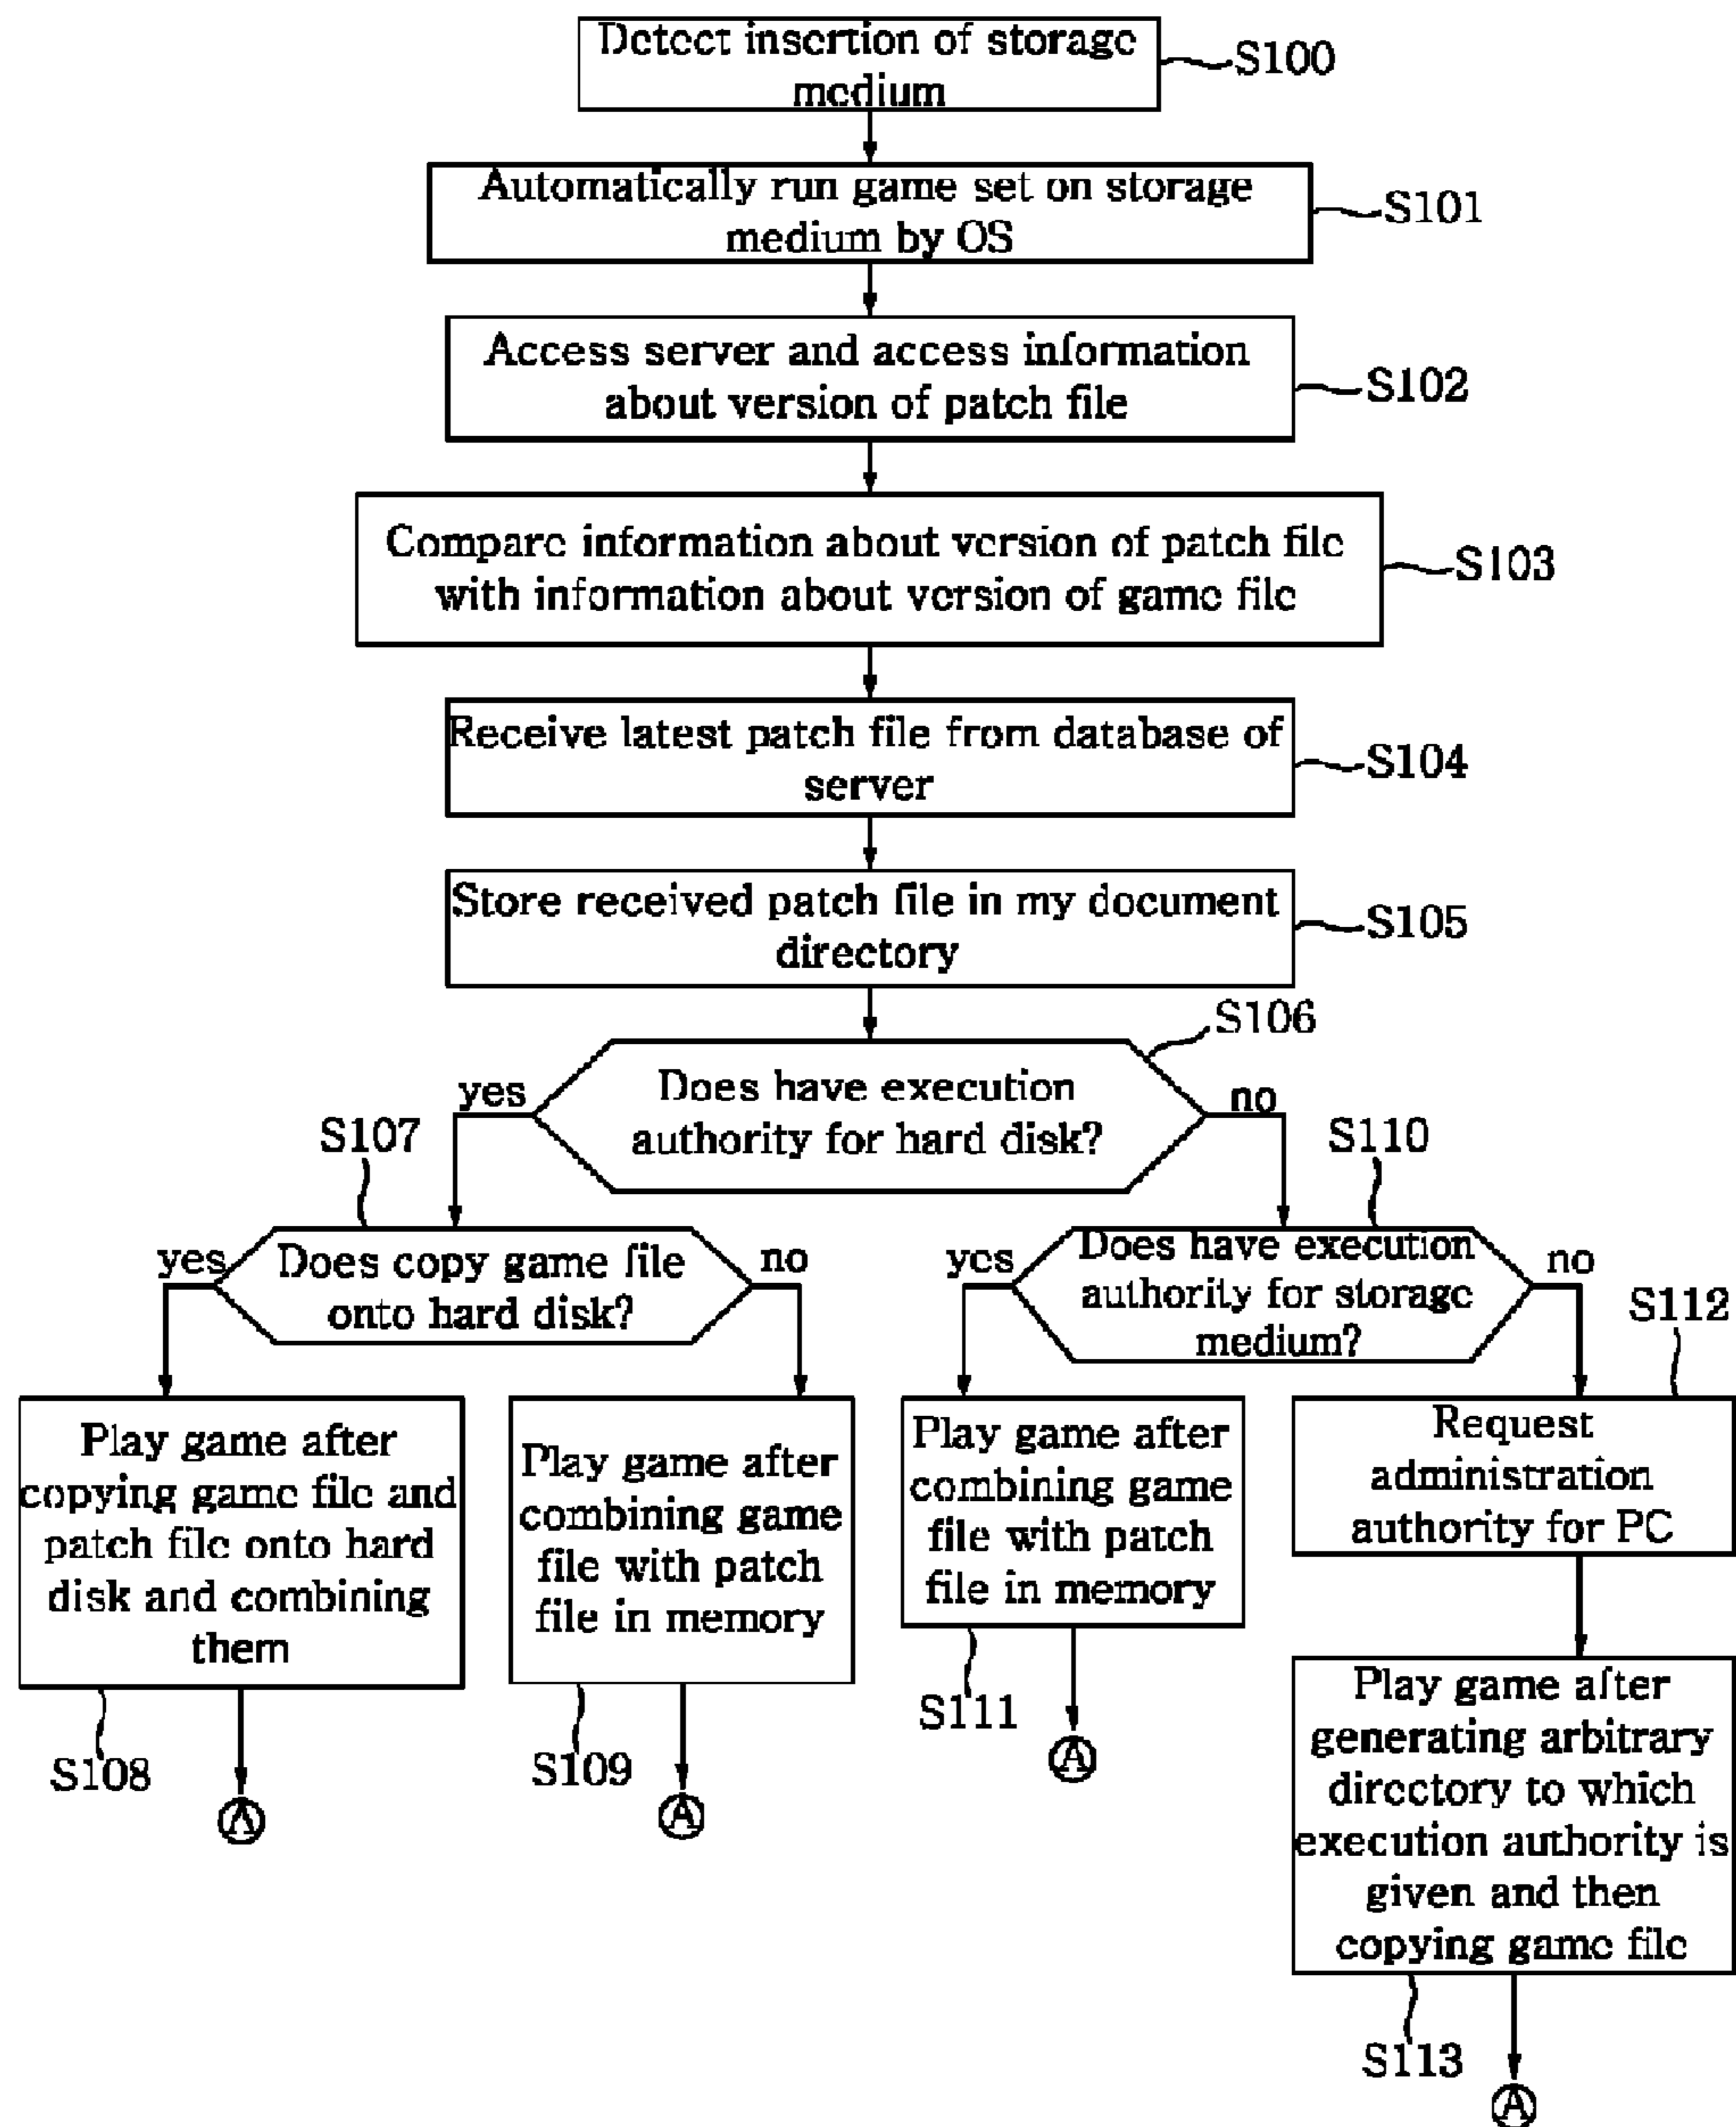 Detect insertion of storage
medium
S100
Automatically run game set on storage
medium by OS
S101
Access server and access information
about version of patch file
S102
Compare information about version of patch file
with information about version of game file
S103
Receive latest patch file from database of
server
S104
Store received patch file in my document
directory
S105
S106
Does have execution
authority for hard disk?
yes
no
S107
S110
Does copy game file
onto hard disk?
yes
no
Does have execution
authority for storage
medium?
yes
no
S112
Play game after
copying game file and
patch file onto hard
disk and combining
them
S108
A
Play game after
combining game
file with patch
file in memory
S109
A
Play game after
combining game
file with patch
file in memory
S111
A
Request
administration
authority for PC
Play game after
generating arbitrary
directory to which
execution authority is
given and then
copying game file
S113
A